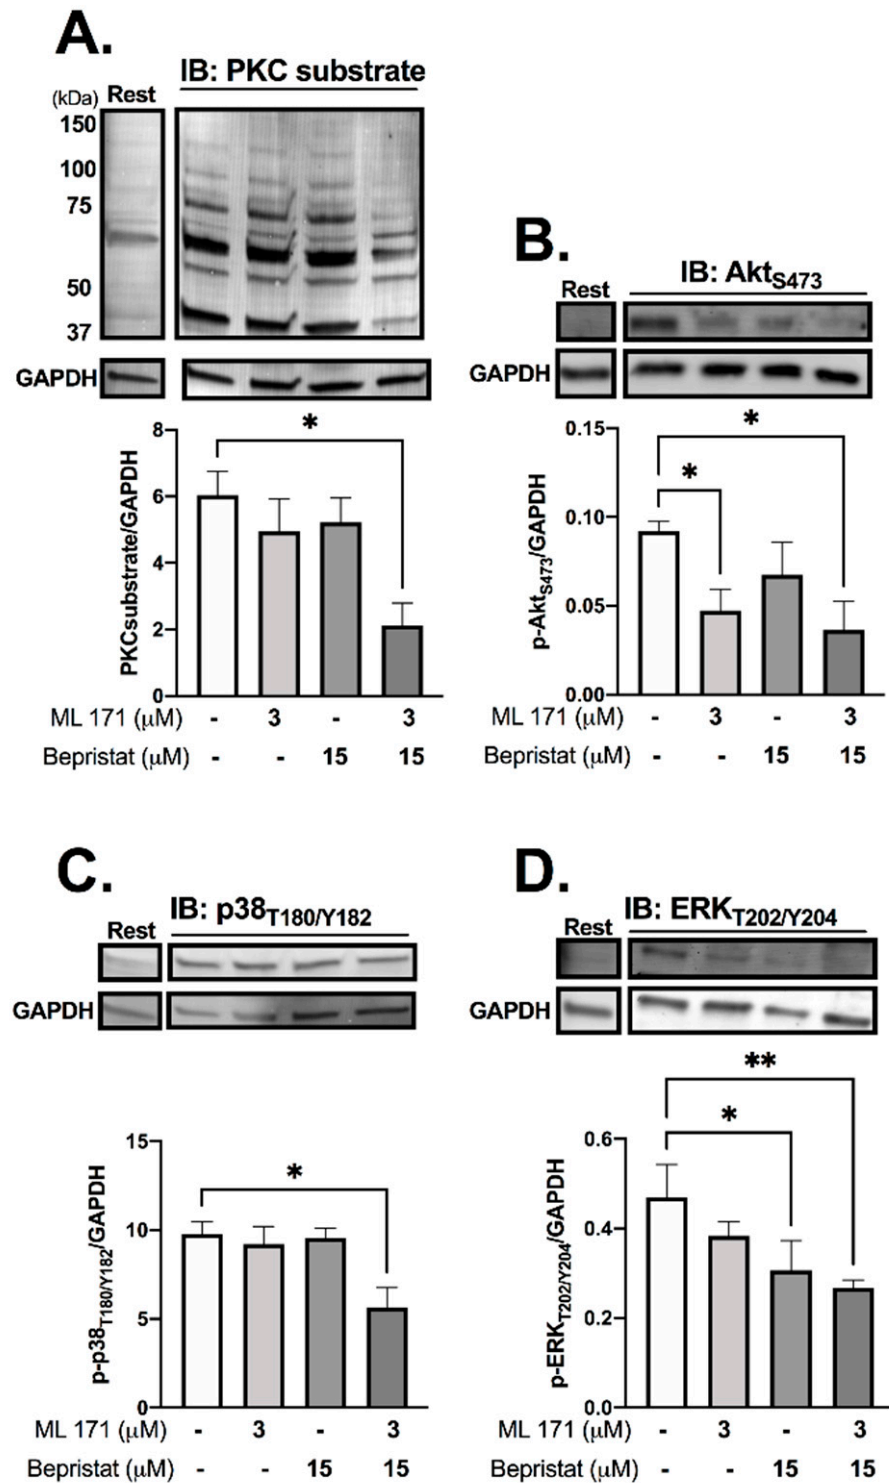 A.
IB: PKC substrate
(kDa) Rest
150
100
75
50
37
GAPDH
*
8
6
4
2
0
PKCsubstrate/GAPDH
ML 171 (μM) - 3 - 3
Bepristat (μM) - - 15 15
B.
IB: AktS473
Rest
GAPDH
*
*
0.15
0.10
0.05
0.00
p-AktS473/GAPDH
ML 171 (μM) - 3 - 3
Bepristat (μM) - - 15 15
C.
IB: p38T180/Y182
Rest
GAPDH
*
15
10
5
0
p-p38T180/Y182/GAPDH
ML 171 (μM) - 3 - 3
Bepristat (μM) - - 15 15
D.
IB: ERKT202/Y204
Rest
GAPDH
**
*
0.6
0.4
0.2
0.0
p-ERKT202/Y204/GAPDH
ML 171 (μM) - 3 - 3
Bepristat (μM) - - 15 15